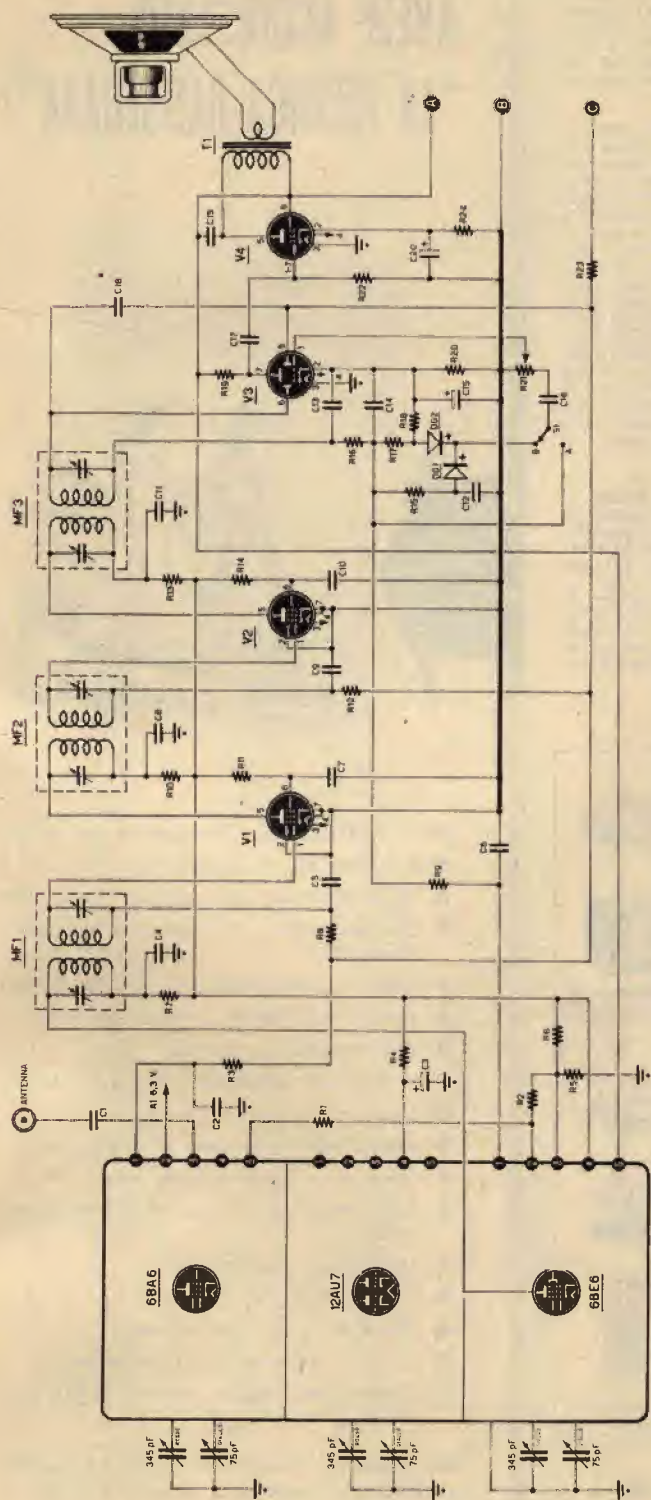 ANTENNA
C1
AI 6,3 V.
MF1
MF2
MF3
T1
C4
R7
C8
R10
C11
R13
C18
C19
R3
C2
R1
R4
C3
R2
R5
R6
R8
C5
V1
R11
C7
R9
C6
V2
C9
R12
R14
C10
V3
R19
C17
V4
C13
C14
R16
R17
R18
R15
C12
DG1
DG2
C15
R20
R21
C16
S1
B
A
R22
C20
R24
R23
A
B
C
6BA6
12AU7
6BE6
345 pF
75 pF
345 pF
75 pF
345 pF
75 pF